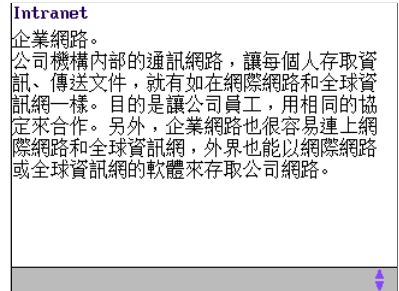 Intranet
企業網路。
公司機構內部的通訊網路，讓每個人存取資
訊、傳送文件，就有如在網際網路和全球資
訊網一樣。目的是讓公司員工，用相同的協
定來合作。另外，企業網路也很容易連上網
際網路和全球資訊網，外界也能以網際網路
或全球資訊網的軟體來存取公司網路。